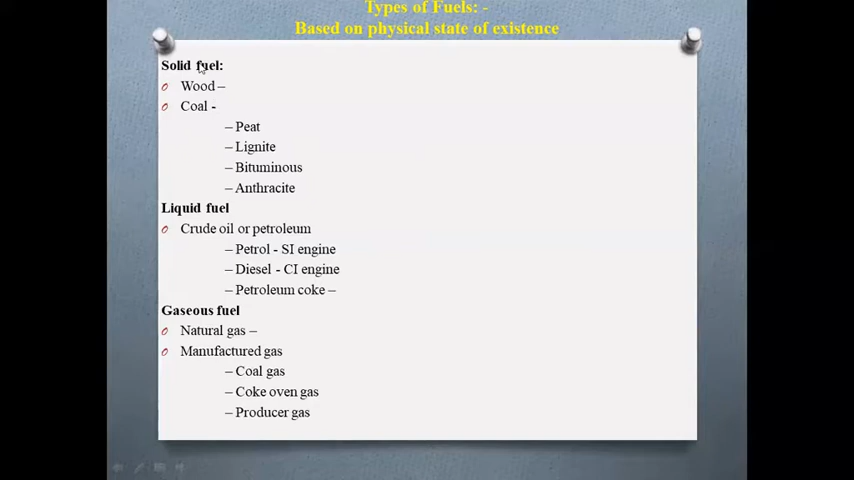 Types of Fuels: -
Based on physical state of existence
Solid fuel:
Wood –
Coal -
– Peat
– Lignite
– Bituminous
– Anthracite
Liquid fuel
Crude oil or petroleum
– Petrol - SI engine
– Diesel - CI engine
– Petroleum coke –
Gaseous fuel
Natural gas –
Manufactured gas
– Coal gas
– Coke oven gas
– Producer gas